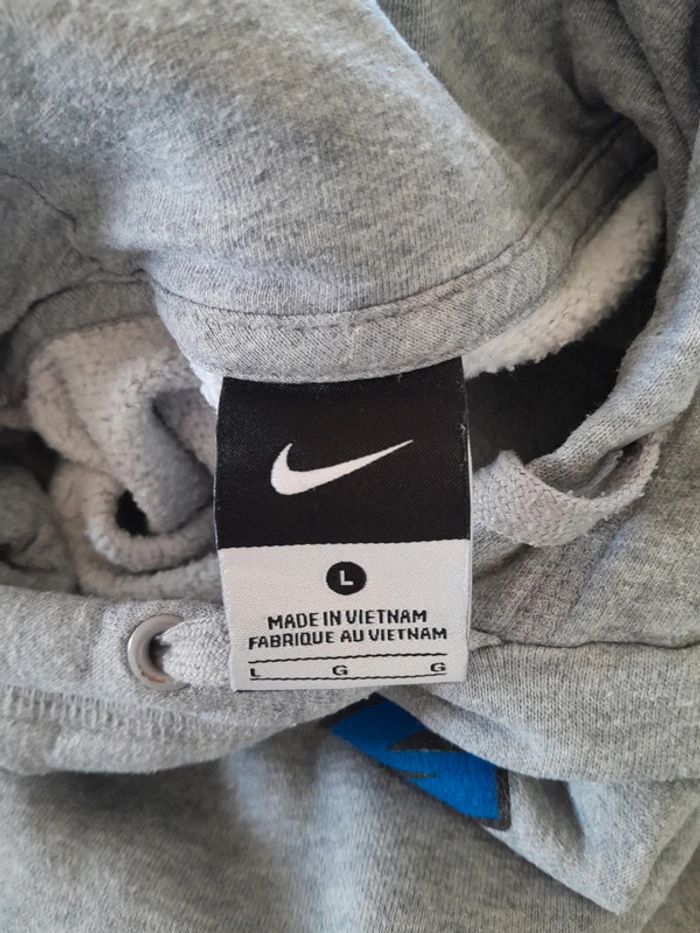 L
MADE IN VIETNAM
FABRIQUE AU VIETNAM
L G G